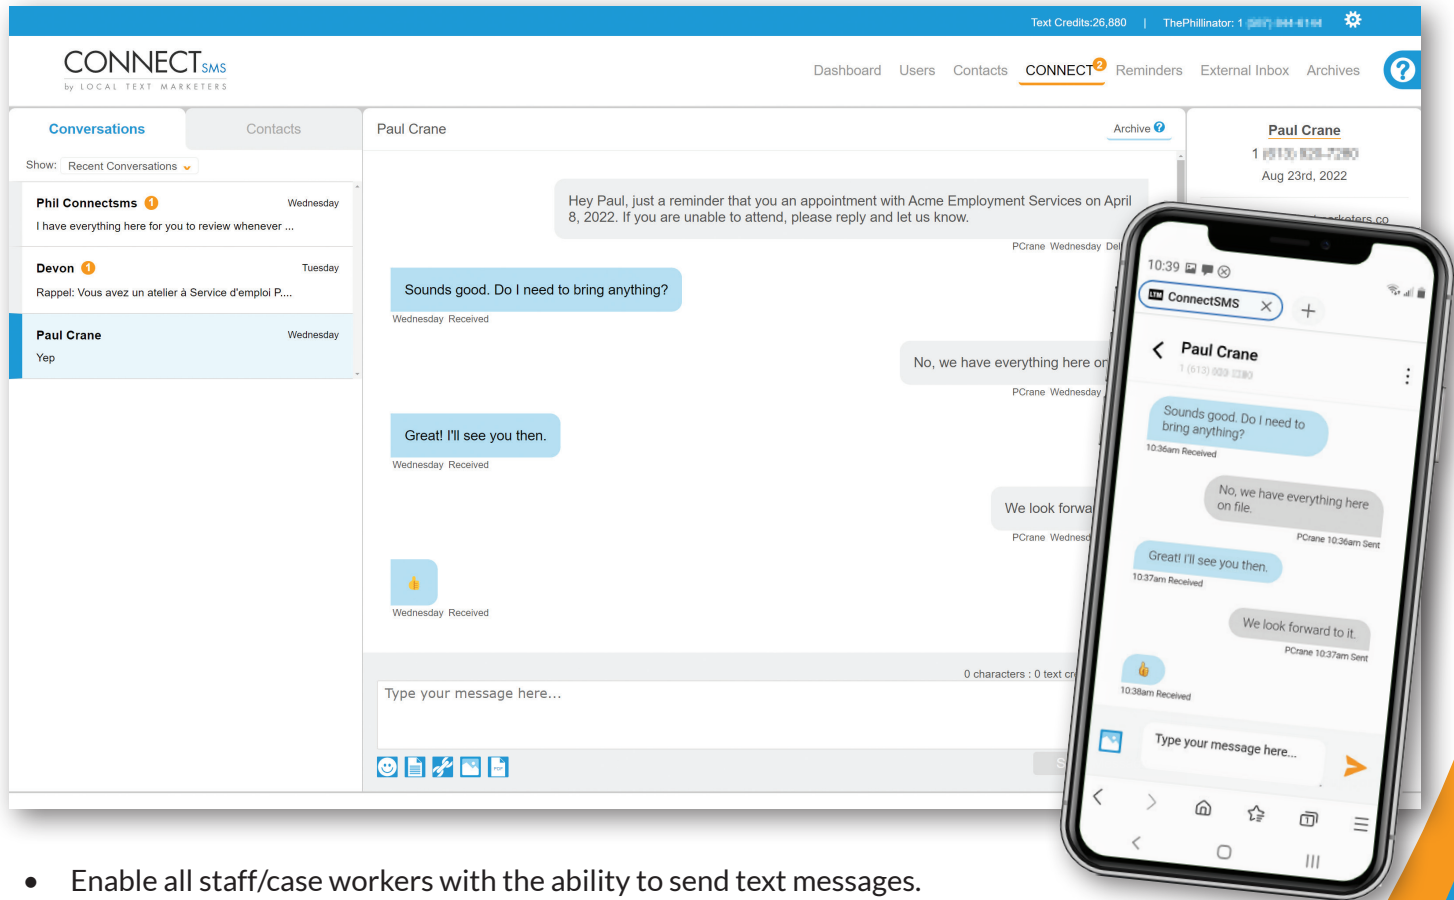 Text Credits:26,880 | ThePhillinator: 1
CONNECT SMS
by LOCAL TEXT MARKETERS
Dashboard Users Contacts CONNECT 2 Reminders External Inbox Archives ?
Conversations Contacts
Show: Recent Conversations
Phil Connectsms 1 Wednesday
I have everything here for you to review whenever ...
Devon 1 Tuesday
Rappel: Vous avez un atelier à Service d'emploi P....
Paul Crane Wednesday
Yep
Paul Crane Archive ?
Hey Paul, just a reminder that you an appointment with Acme Employment Services on April
8, 2022. If you are unable to attend, please reply and let us know.
PCrane Wednesday
Sounds good. Do I need to bring anything?
Wednesday Received
No, we have everything here
PCrane Wednesday
Great! I'll see you then.
Wednesday Received
We look
PCrane
Wednesday Received
0 characters : 0 text
Type your message here...
PDF
Paul Crane
1
Aug 23rd, 2022
10:39
LTM ConnectSMS
Paul Crane
1 (613)
Sounds good. Do I need to
bring anything?
10:36am Received
No, we have everything here
on file.
PCrane 10:36am Sent
Great! I'll see you then.
10:37am Received
We look forward to it.
PCrane 10:37am Sent
10:38am Received
Type your message here...
1
• Enable all staff/case workers with the ability to send text messages.